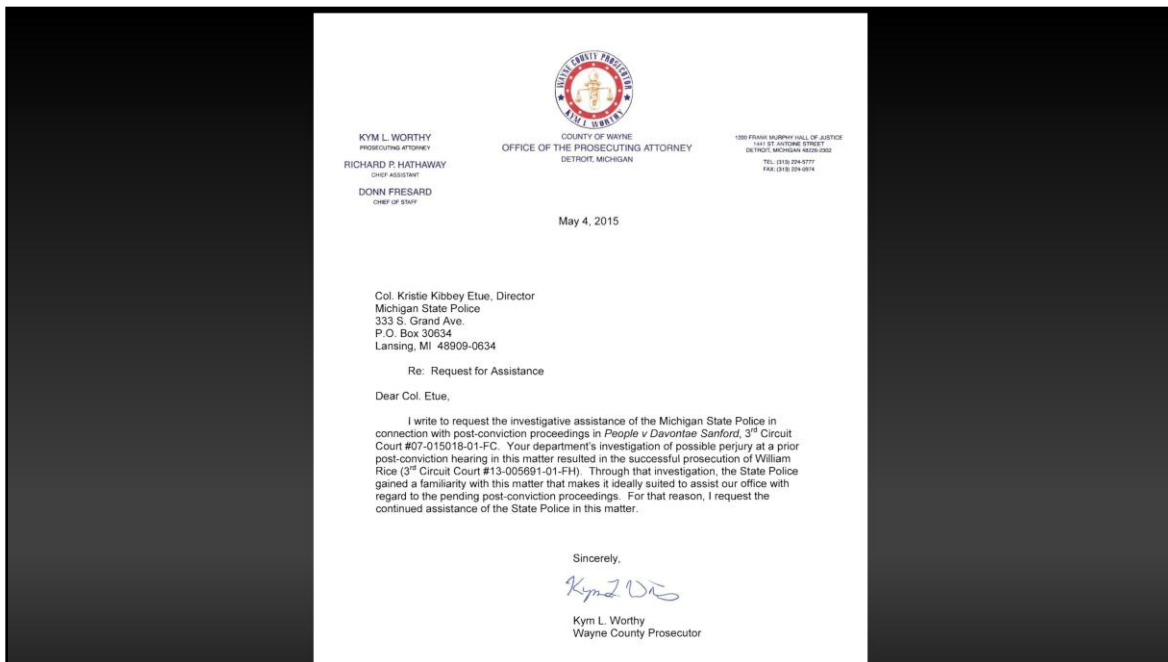 WAYNE COUNTY PROSECUTOR
KYM L. WORTHY
KYM L. WORTHY
PROSECUTING ATTORNEY
RICHARD P. HATHAWAY
CHIEF ASSISTANT
DONN FRESARD
CHIEF OF STAFF
COUNTY OF WAYNE
OFFICE OF THE PROSECUTING ATTORNEY
DETROIT, MICHIGAN
1200 FRANK MURPHY HALL OF JUSTICE
1441 ST. ANTOINE STREET
DETROIT, MICHIGAN 48226-2302
TEL: (313) 224-5777
FAX: (313) 224-0974
May 4, 2015
Col. Kristie Kibbey Etue, Director
Michigan State Police
333 S. Grand Ave.
P.O. Box 30634
Lansing, MI 48909-0634
Re: Request for Assistance
Dear Col. Etue,
I write to request the investigative assistance of the Michigan State Police in
connection with post-conviction proceedings in People v Davontae Sanford, 3rd Circuit
Court #07-015018-01-FC. Your department's investigation of possible perjury at a prior
post-conviction hearing in this matter resulted in the successful prosecution of William
Rice (3rd Circuit Court #13-005691-01-FH). Through that investigation, the State Police
gained a familiarity with this matter that makes it ideally suited to assist our office with
regard to the pending post-conviction proceedings. For that reason, I request the
continued assistance of the State Police in this matter.
Sincerely,
Kym L. Worthy
Wayne County Prosecutor